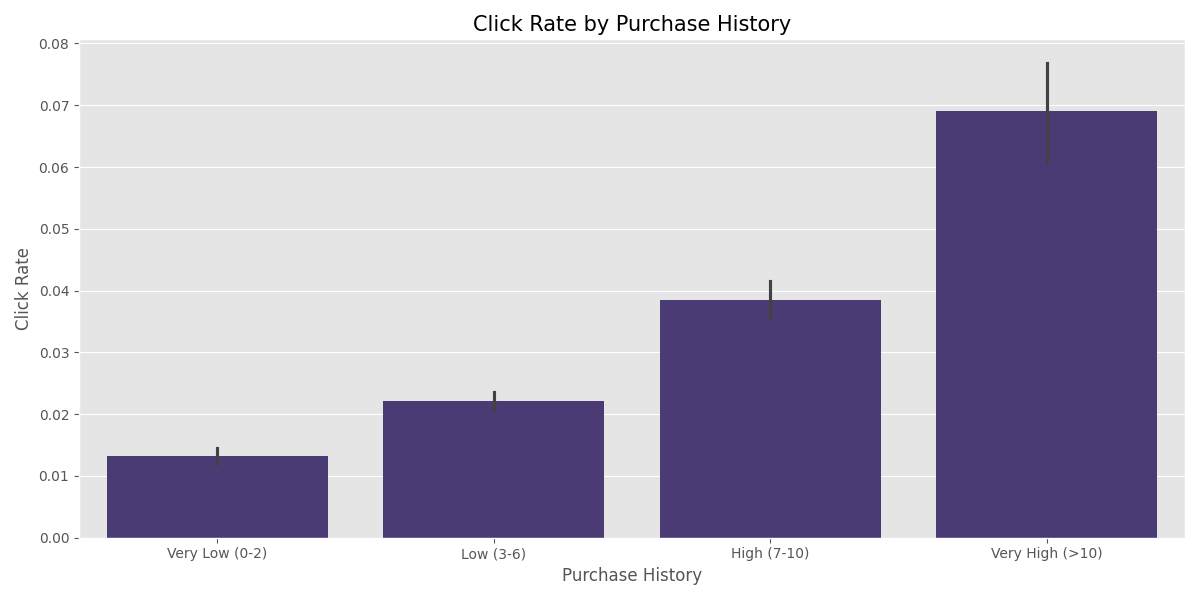 Click Rate by Purchase History
0.08
0.07
0.06
0.05
0.04
0.03
0.02
0.01
0.00
Click Rate
Very Low (0-2)
Low (3-6)
High (7-10)
Very High (>10)
Purchase History